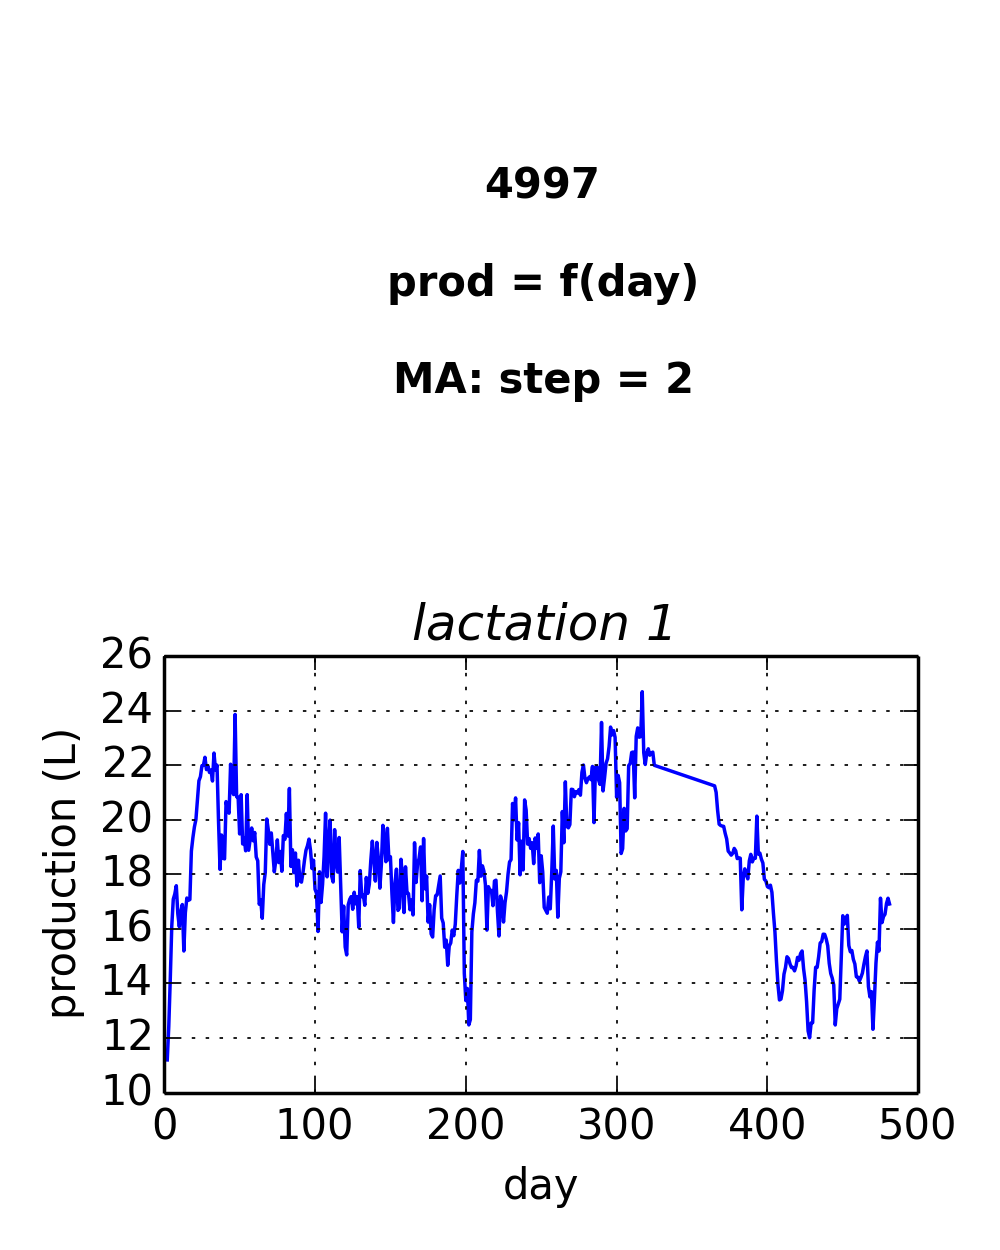 4997
prod = f(day)
MA: step = 2
lactation 1
26
24
22
20
18
16
14
12
10
production (L)
0 100 200 300 400 500
day